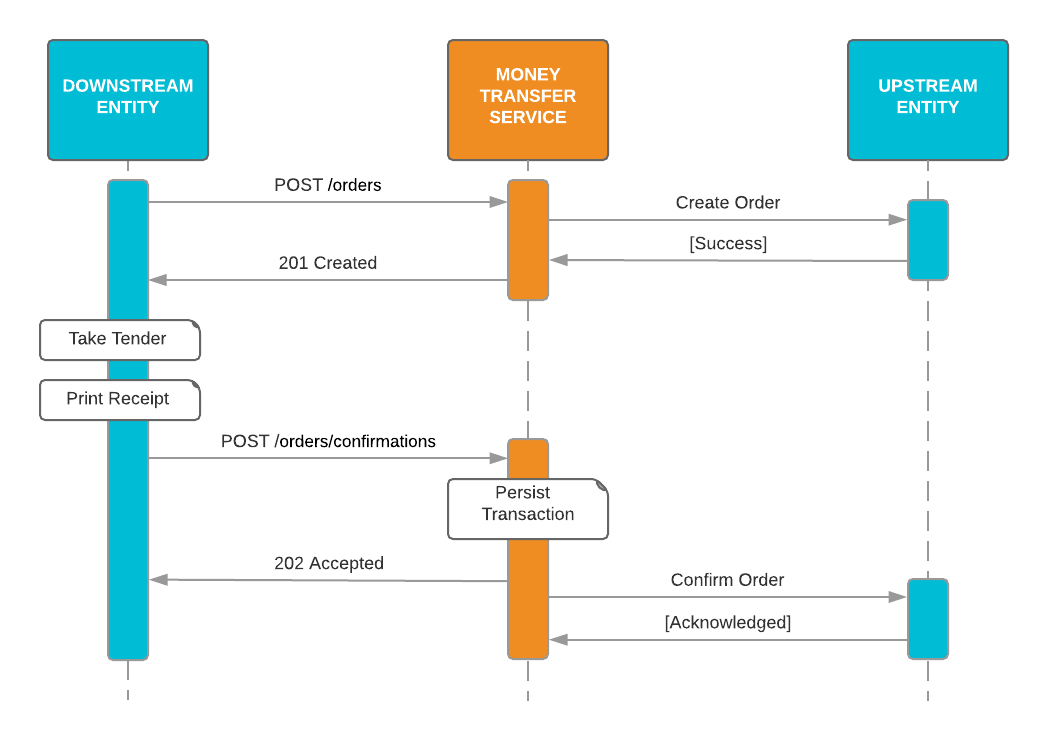 DOWNSTREAM
ENTITY
MONEY
TRANSFER
SERVICE
UPSTREAM
ENTITY
POST /orders
Create Order
[Success]
201 Created
Take Tender
Print Receipt
POST /orders/confirmations
Persist
Transaction
202 Accepted
Confirm Order
[Acknowledged]